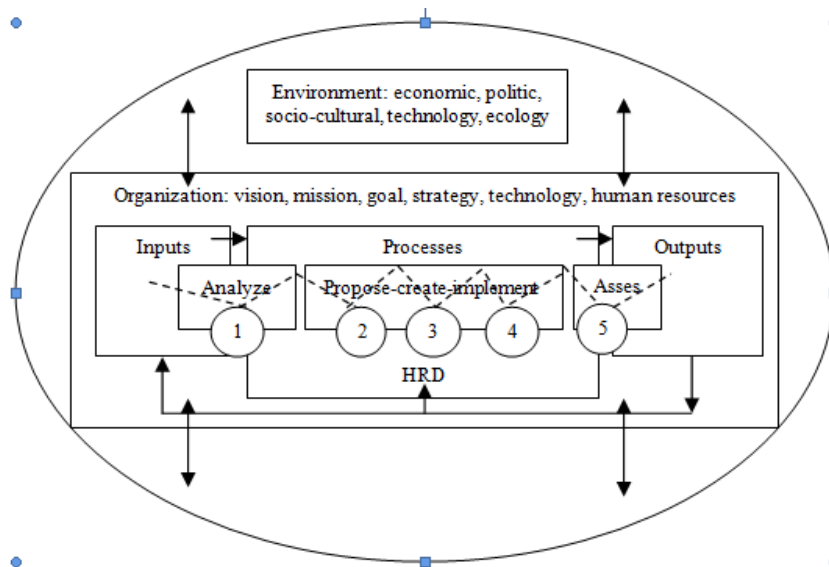 Environment: economic, politic,
socio-cultural, technology, ecology
Organization: vision, mission, goal, strategy, technology, human resources
Inputs
Processes
Outputs
Analyze
Propose-create-implement
Asses
1
2
3
4
5
HRD